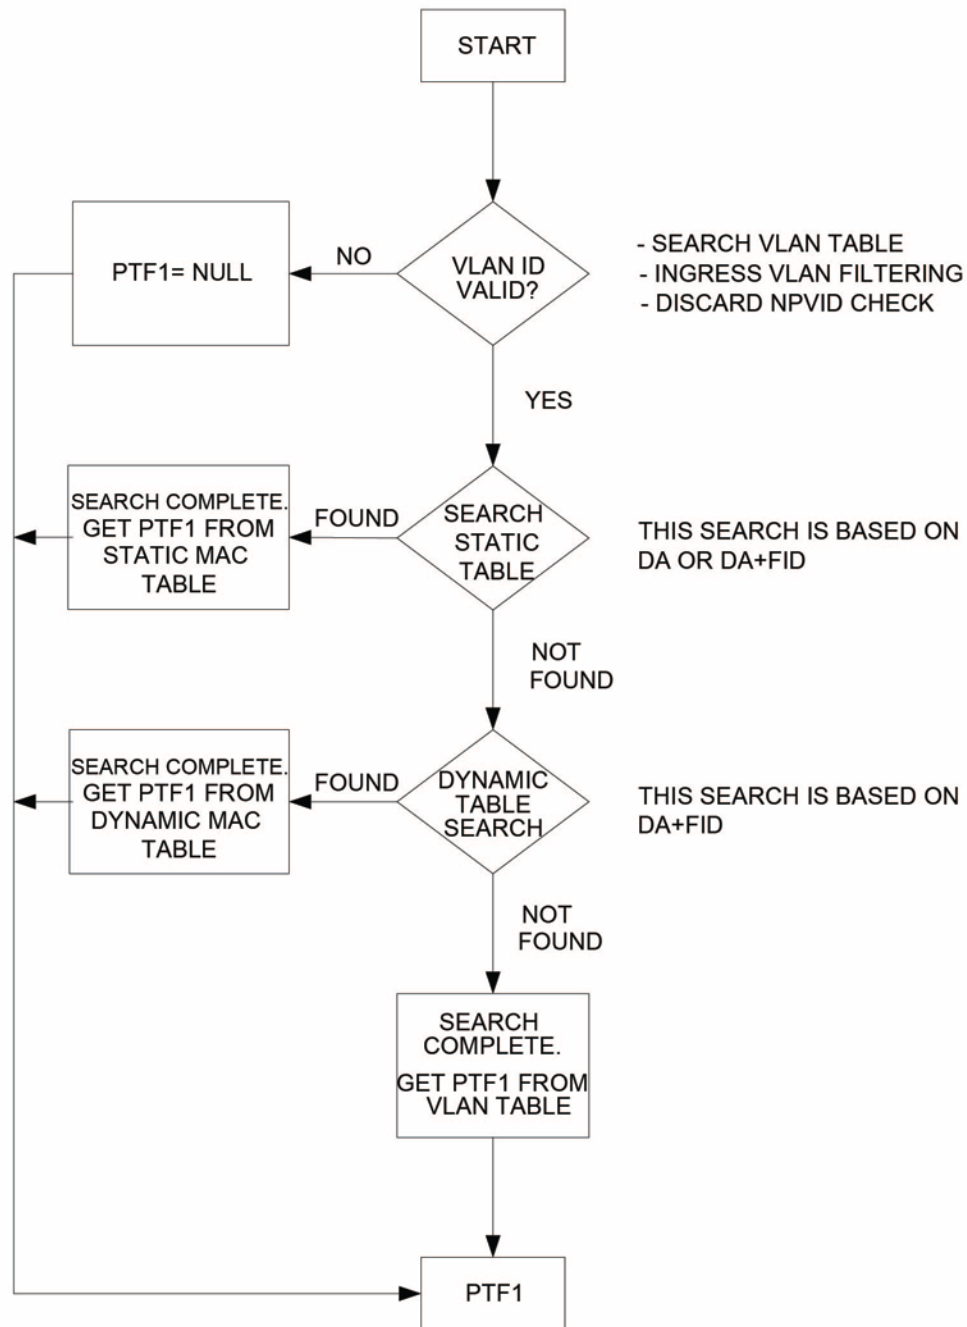 START
PTF1= NULL
NO
VLAN ID
VALID?
- SEARCH VLAN TABLE
- INGRESS VLAN FILTERING
- DISCARD NPVID CHECK
YES
SEARCH COMPLETE.
GET PTF1 FROM
STATIC MAC
TABLE
FOUND
SEARCH
STATIC
TABLE
THIS SEARCH IS BASED ON
DA OR DA+FID
NOT
FOUND
SEARCH COMPLETE.
GET PTF1 FROM
DYNAMIC MAC
TABLE
FOUND
DYNAMIC
TABLE
SEARCH
THIS SEARCH IS BASED ON
DA+FID
NOT
FOUND
SEARCH
COMPLETE.
GET PTF1 FROM
VLAN TABLE
PTF1